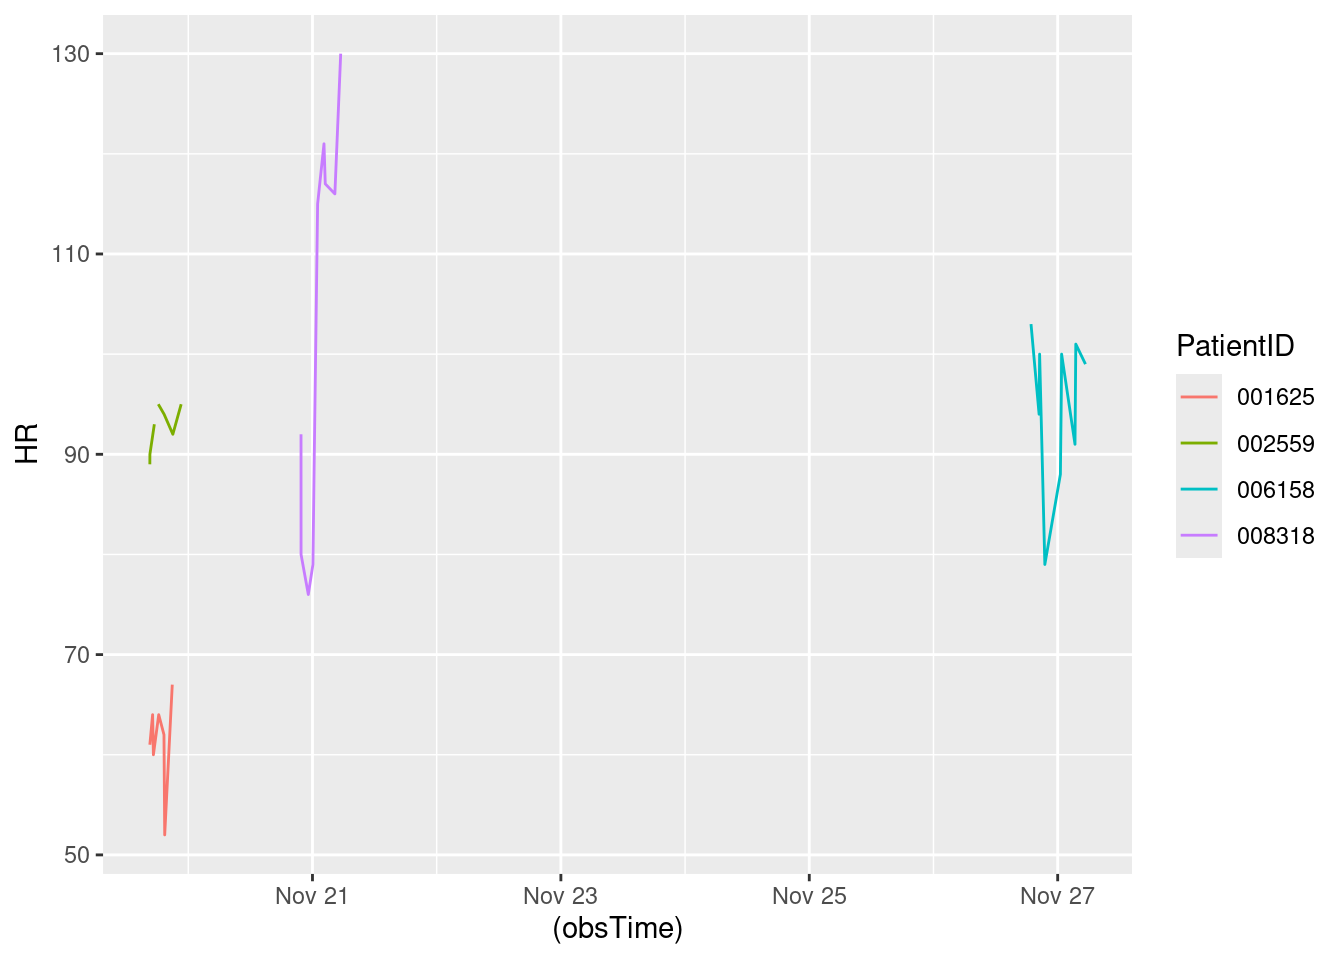 HR
130
110
90
70
50
Nov 21
Nov 23
Nov 25
Nov 27
(obsTime)
PatientID
001625
002559
006158
008318